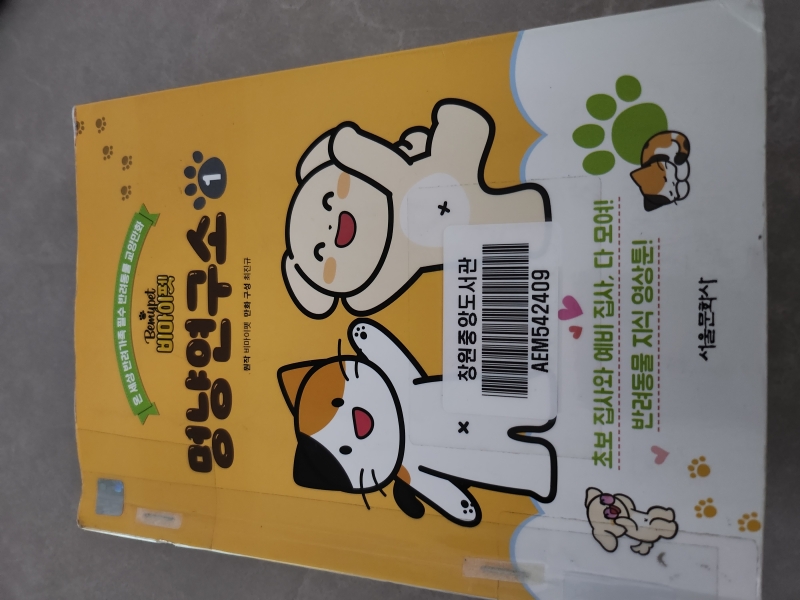 온 세상 반려가족 필수 반려동물 교양만화
Bemypet
비마이펫!
멍냥연구소 1
원작 비마이펫 만화 구성 최진규
창원중앙도서관
AEM542409
초보 집사와 예비 집사, 다 모여!!
반려동물 지식 영상툰!
서울문화사